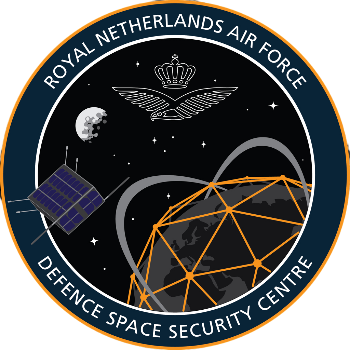 ROYAL NETHERLANDS AIR FORCE
DEFENCE SPACE SECURITY CENTRE